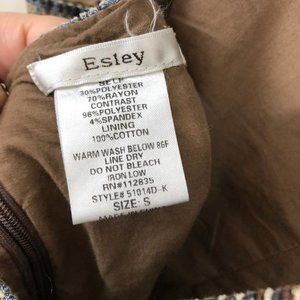 Esley
SELF
30%POLYESTER
70%RAYON
CONTRAST
96%POLYESTER
4%SPANDEX
LINING
100%COTTON
WARM WASH BELOW 86F
LINE DRY
DO NOT BLEACH
IRON LOW
RN#112835
STYLE# 51014D-K
SIZE: S